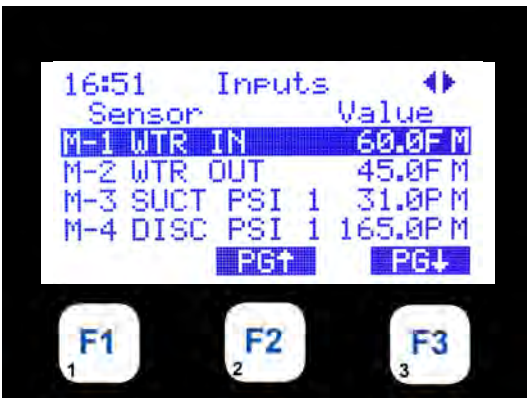 16:51 Inputs ◀▶
Sensor Value
M-1 WTR IN 60.0F M
M-2 WTR OUT 45.0F M
M-3 SUCT PSI 1 31.0P M
M-4 DISC PSI 1 165.0P M
PG↑ PG↓
F1 F2 F3
1 2 3